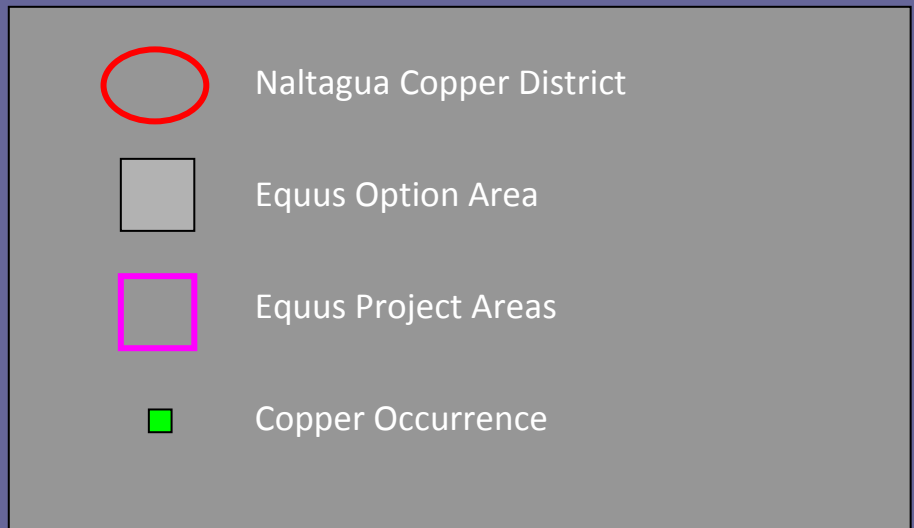 Naltagua Copper District
Equus Option Area
Equus Project Areas
Copper Occurrence